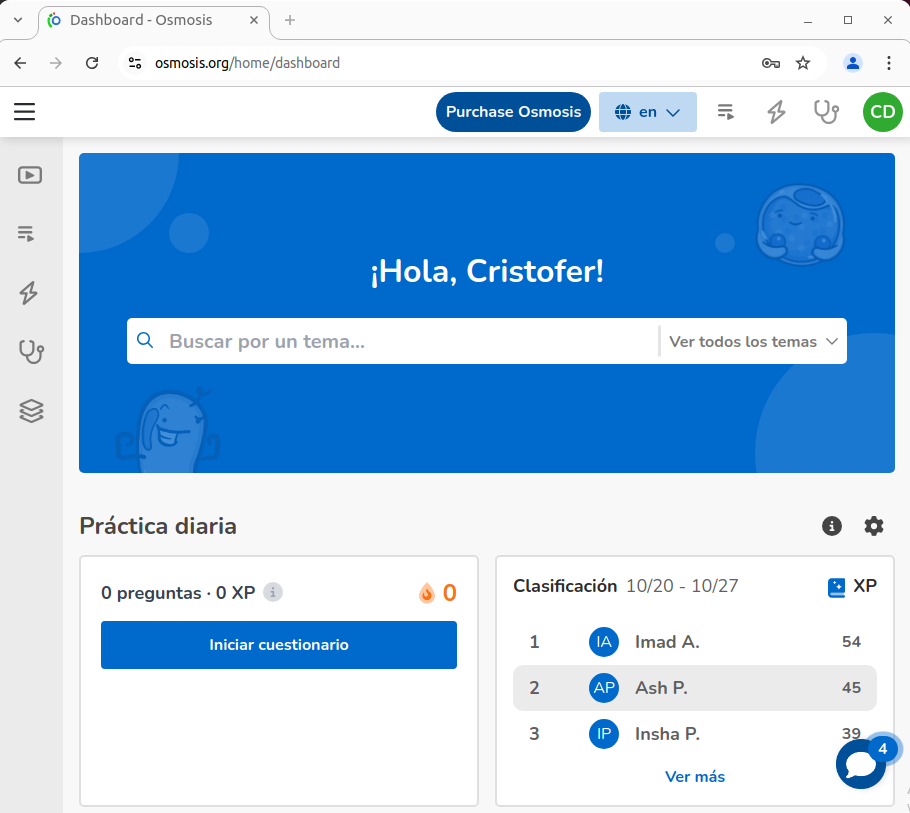 Dashboard - Osmosis
osmosis.org/home/dashboard
Purchase Osmosis
en
CD
¡Hola, Cristofer!
Buscar por un tema...
Ver todos los temas
Práctica diaria
0 preguntas · 0 XP
0
Iniciar cuestionario
Clasificación 10/20 - 10/27
XP
1 IA Imad A. 54
2 AP Ash P. 45
3 IP Insha P. 39
4
Ver más